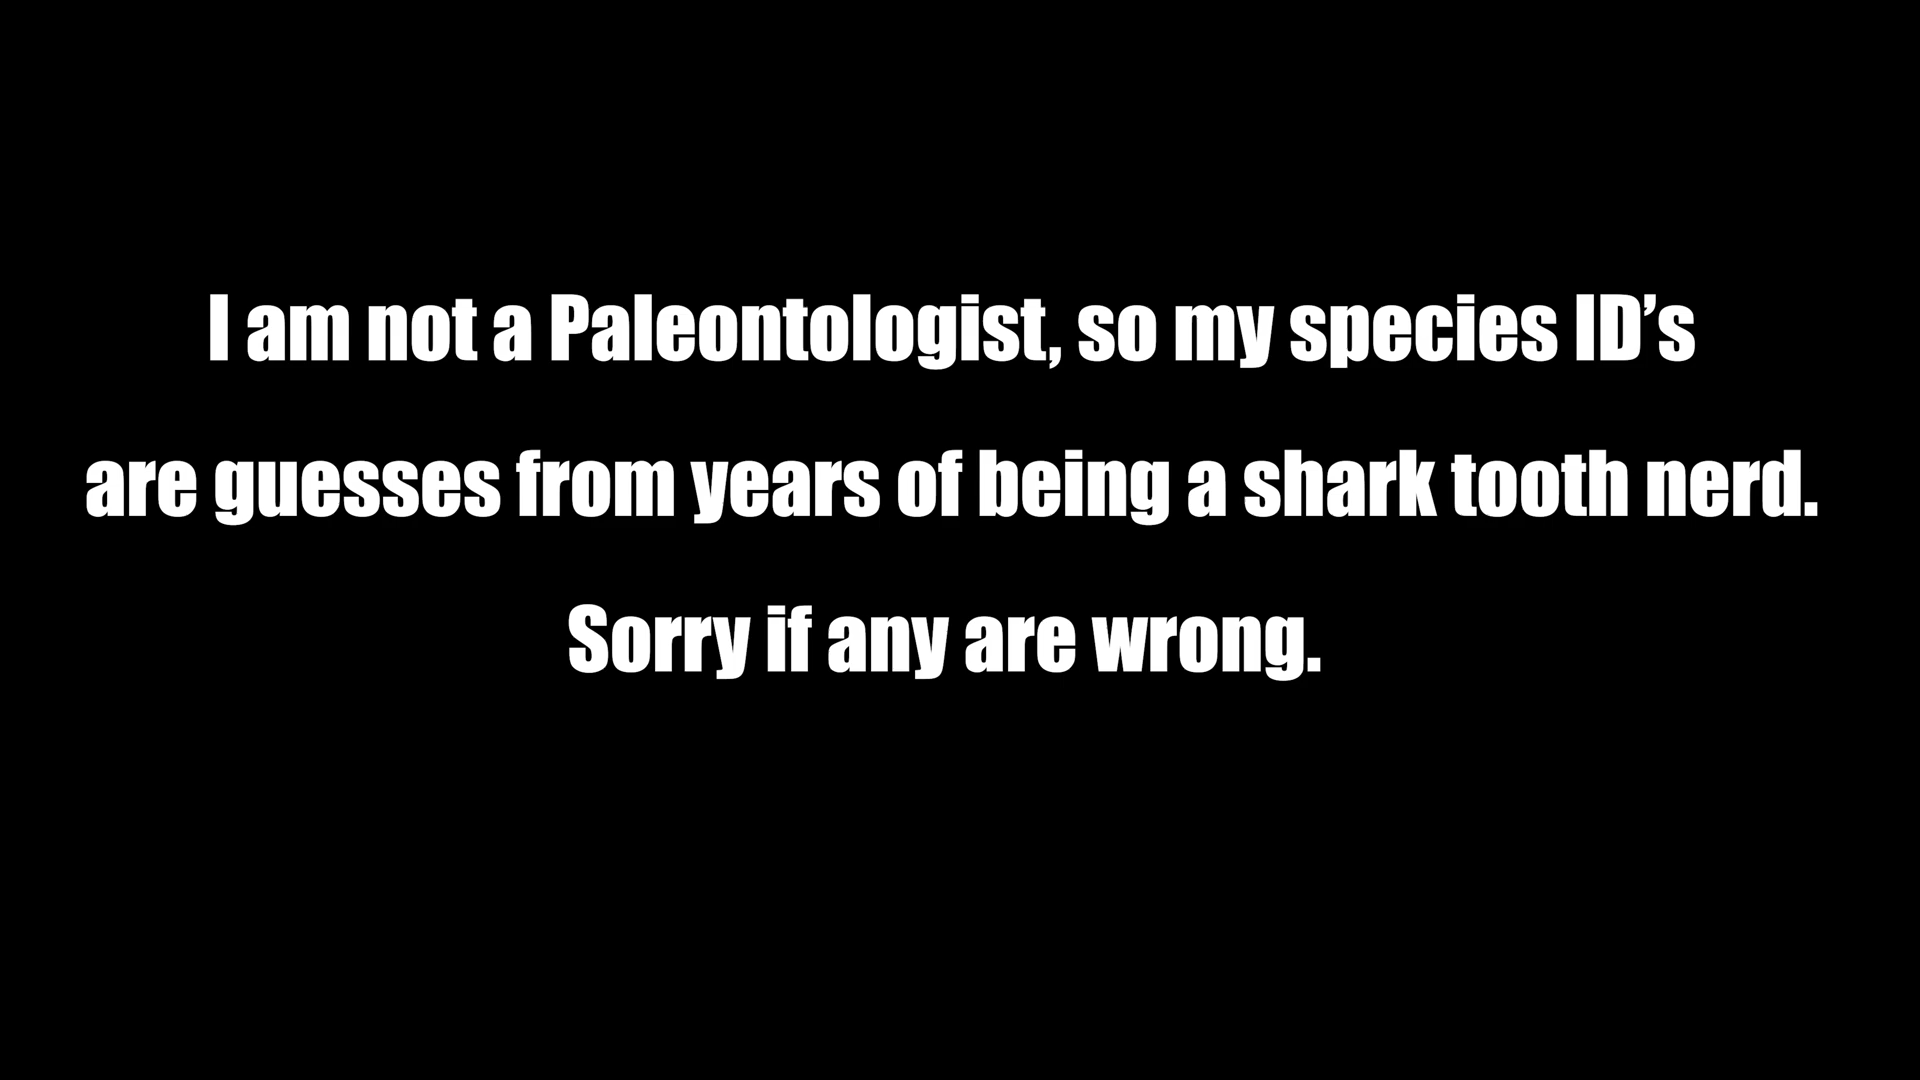 I am not a Paleontologist, so my species ID’s
are guesses from years of being a shark tooth nerd.
Sorry if any are wrong.